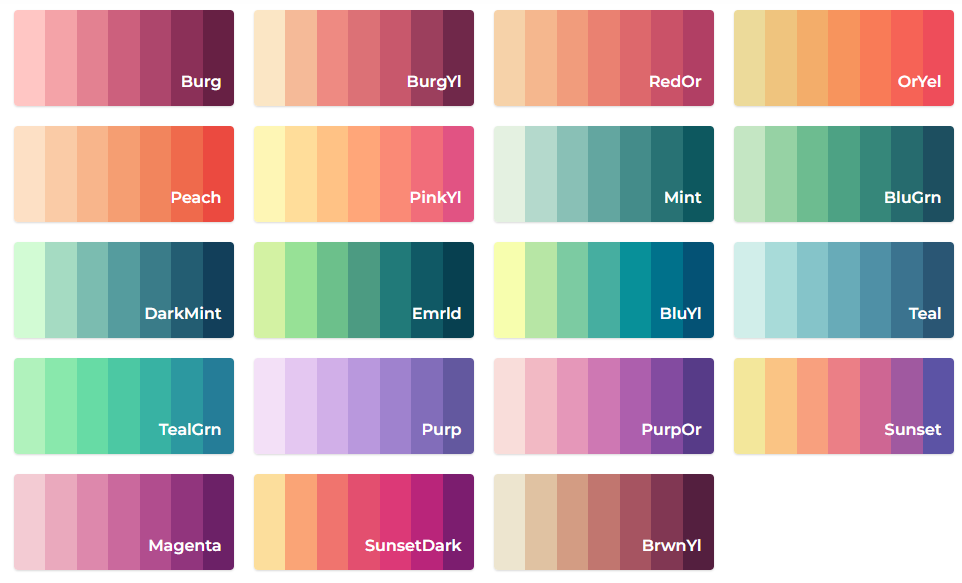 Burg
BurgYl
RedOr
OrYel
Peach
PinkYl
Mint
BluGrn
DarkMint
Emrld
BluYl
Teal
TealGrn
Purp
PurpOr
Sunset
Magenta
SunsetDark
BrwnYl